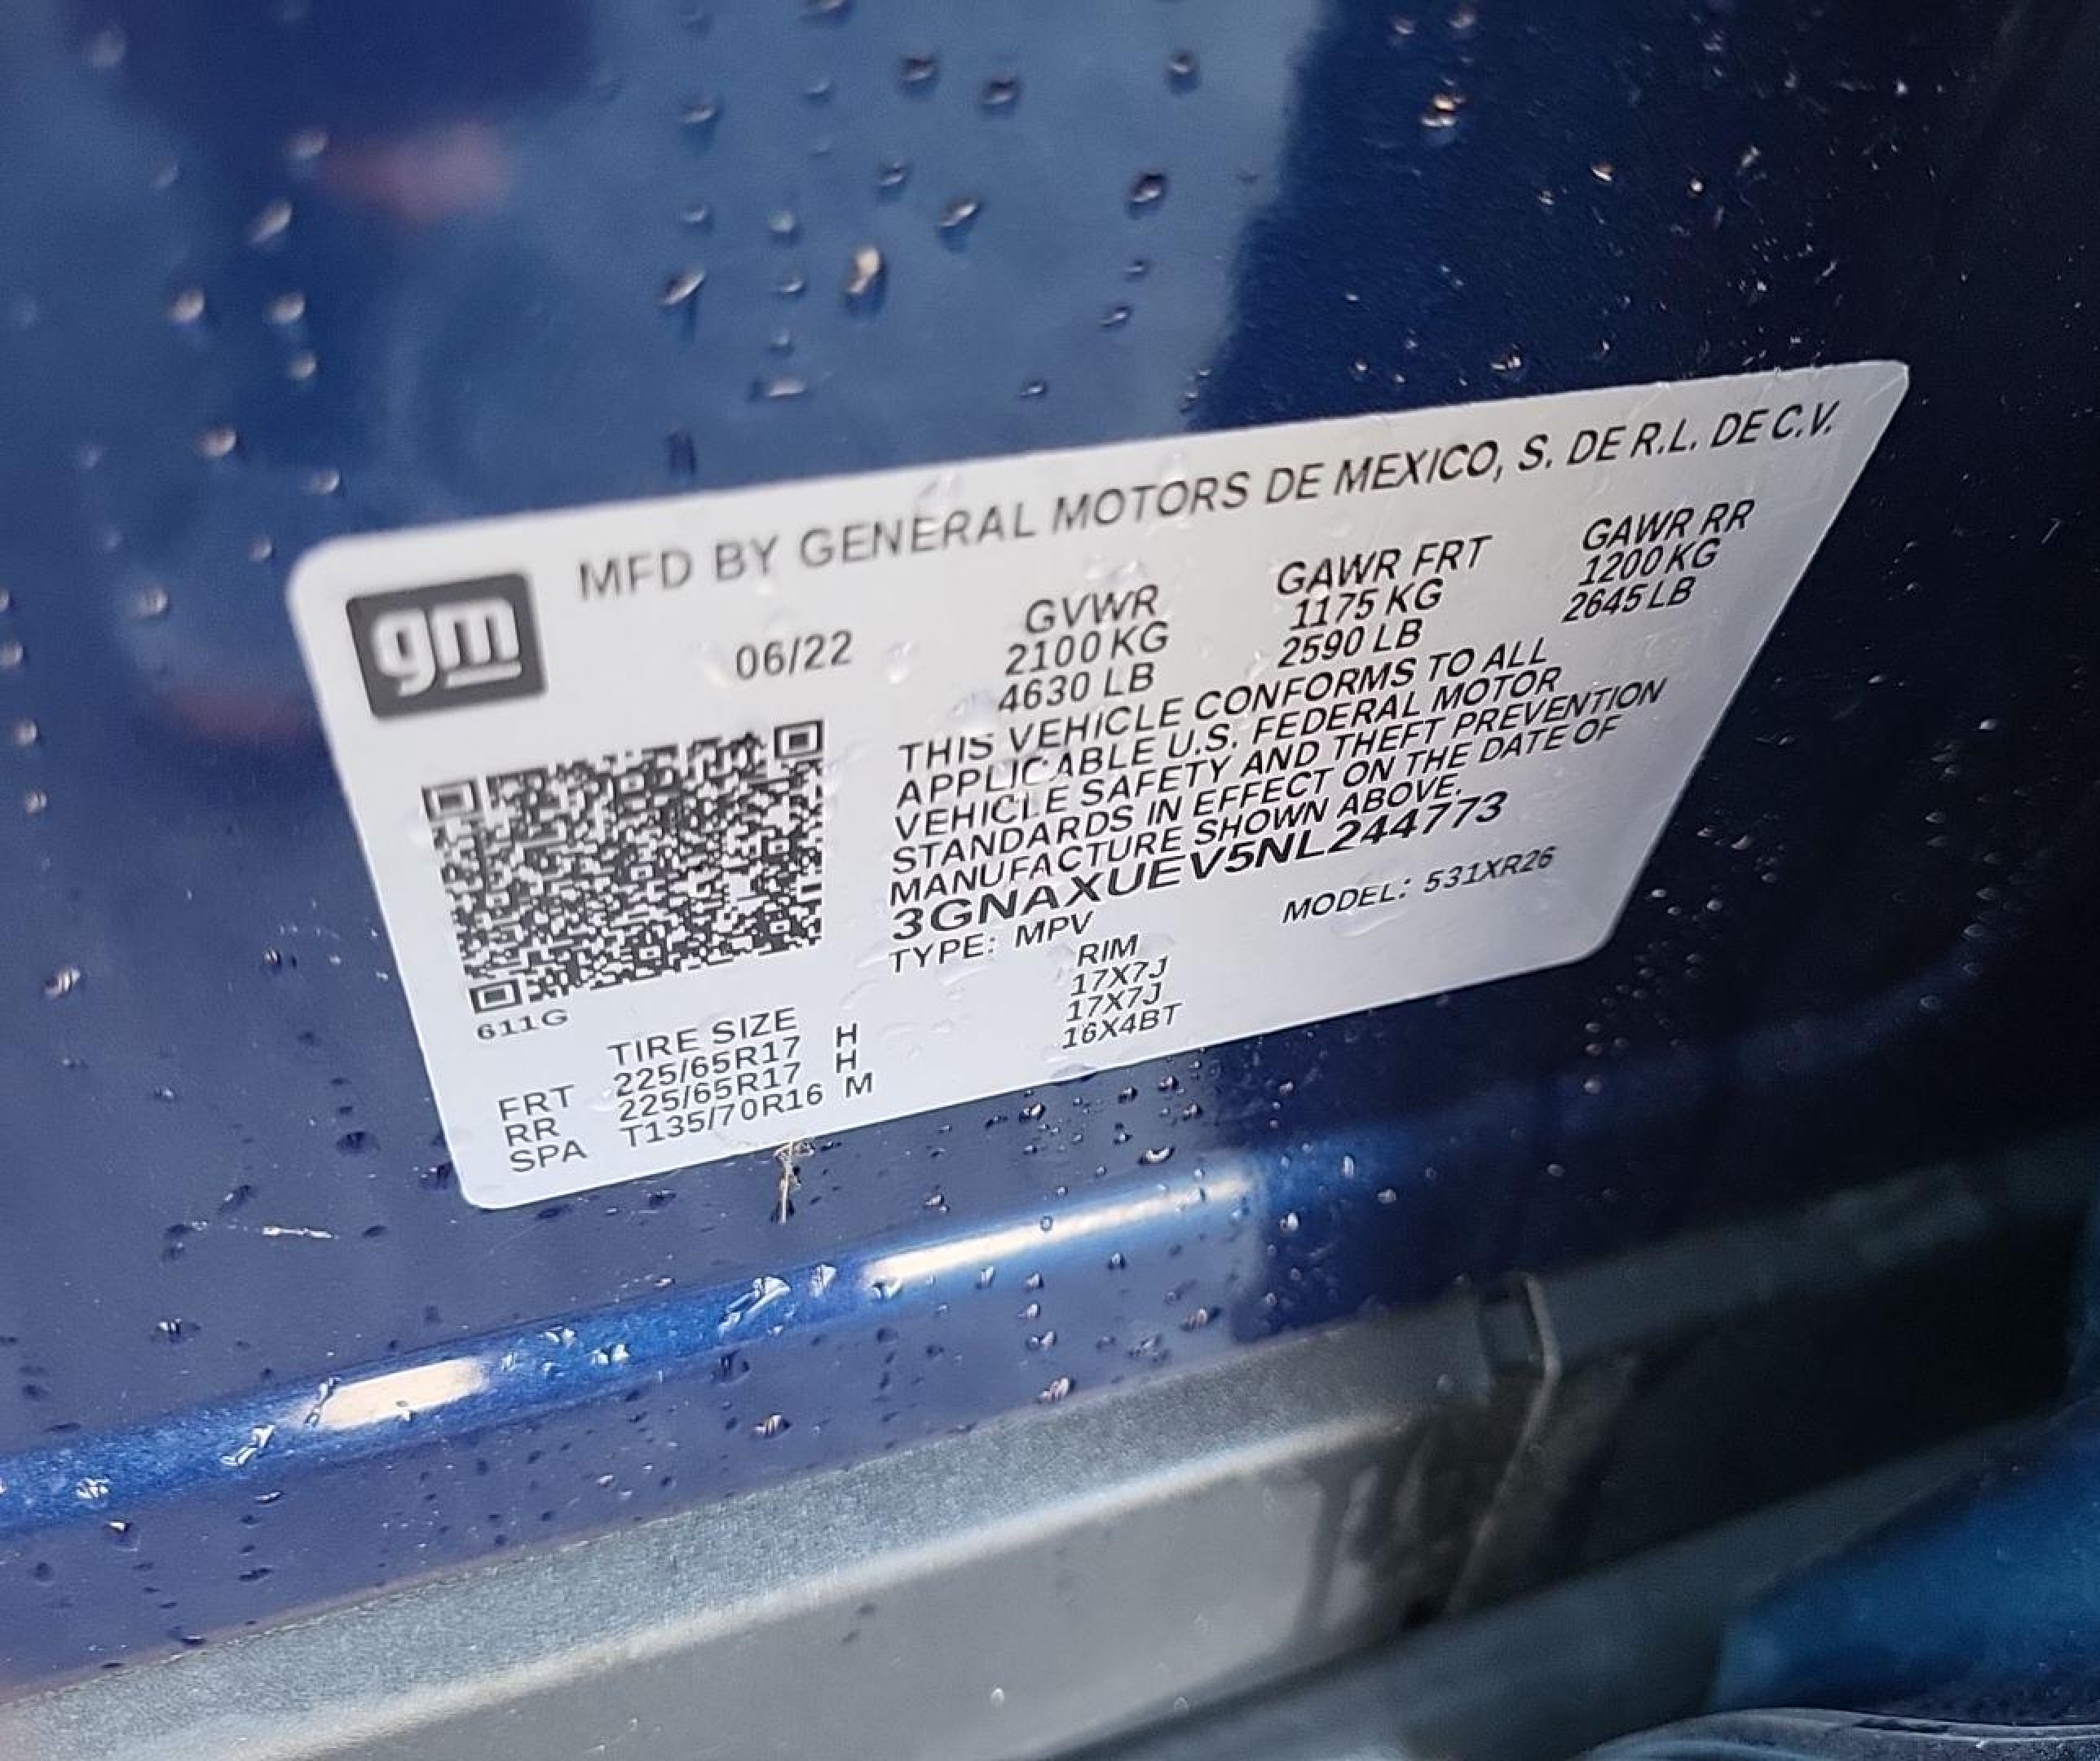 gm
MFD BY GENERAL MOTORS DE MEXICO, S. DE R.L. DE C.V.
06/22
GVWR
2100 KG
4630 LB
GAWR FRT
1175 KG
2590 LB
GAWR RR
1200 KG
2645 LB
THIS VEHICLE CONFORMS TO ALL
APPLICABLE U.S. FEDERAL MOTOR
VEHICLE SAFETY AND THEFT PREVENTION
STANDARDS IN EFFECT ON THE DATE OF
MANUFACTURE SHOWN ABOVE.
3GNAXUEV5NL244773
TYPE: MPV MODEL: 531XR26
611G
TIRE SIZE RIM
FRT 225/65R17 H 17X7J
RR 225/65R17 H 17X7J
SPA T135/70R16 M 16X4BT